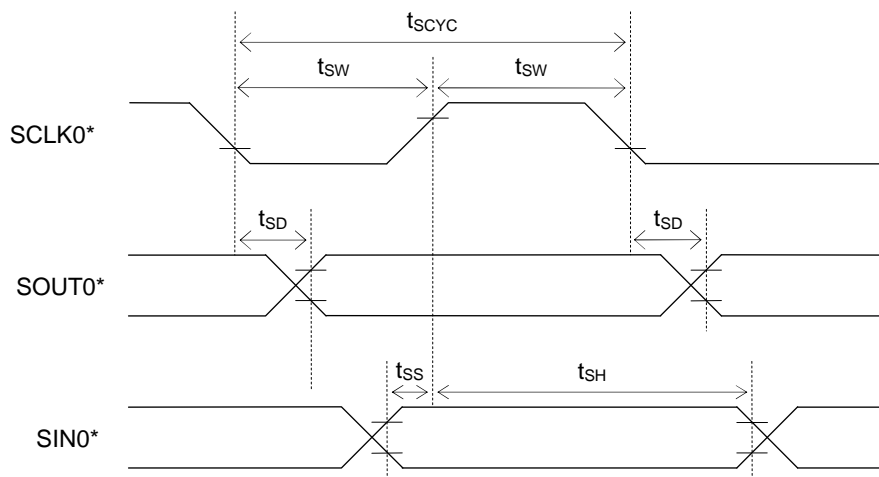 tSCYC
tSW tSW
SCLK0*
tSD tSD
SOUT0*
tSS tSH
SIN0*